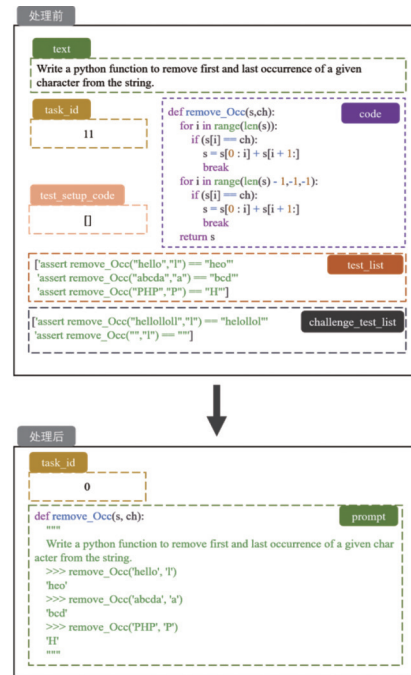 处理前
text
Write a python function to remove first and last occurrence of a given
character from the string.
task_id
11
test_setup_code
[]
code
def remove_Occ(s,ch):
for i in range(len(s)):
if (s[i] == ch):
s = s[0 : i] + s[i + 1:]
break
for i in range(len(s) - 1,-1,-1):
if (s[i] == ch):
s = s[0 : i] + s[i + 1:]
break
return s
test_list
['assert remove_Occ("hello","l") == "heo"'
'assert remove_Occ("abcda","a") == "bcd"'
'assert remove_Occ("PHP","P") == "H"']
challenge_test_list
['assert remove_Occ("hellolloll","l") == "helollol"'
'assert remove_Occ("","l") == ""']
处理后
task_id
0
prompt
def remove_Occ(s, ch):
"""
Write a python function to remove first and last occurrence of a given char
acter from the string.
>>> remove_Occ('hello', 'l')
'heo'
>>> remove_Occ('abcda', 'a')
'bcd'
>>> remove_Occ('PHP', 'P')
'H'
"""